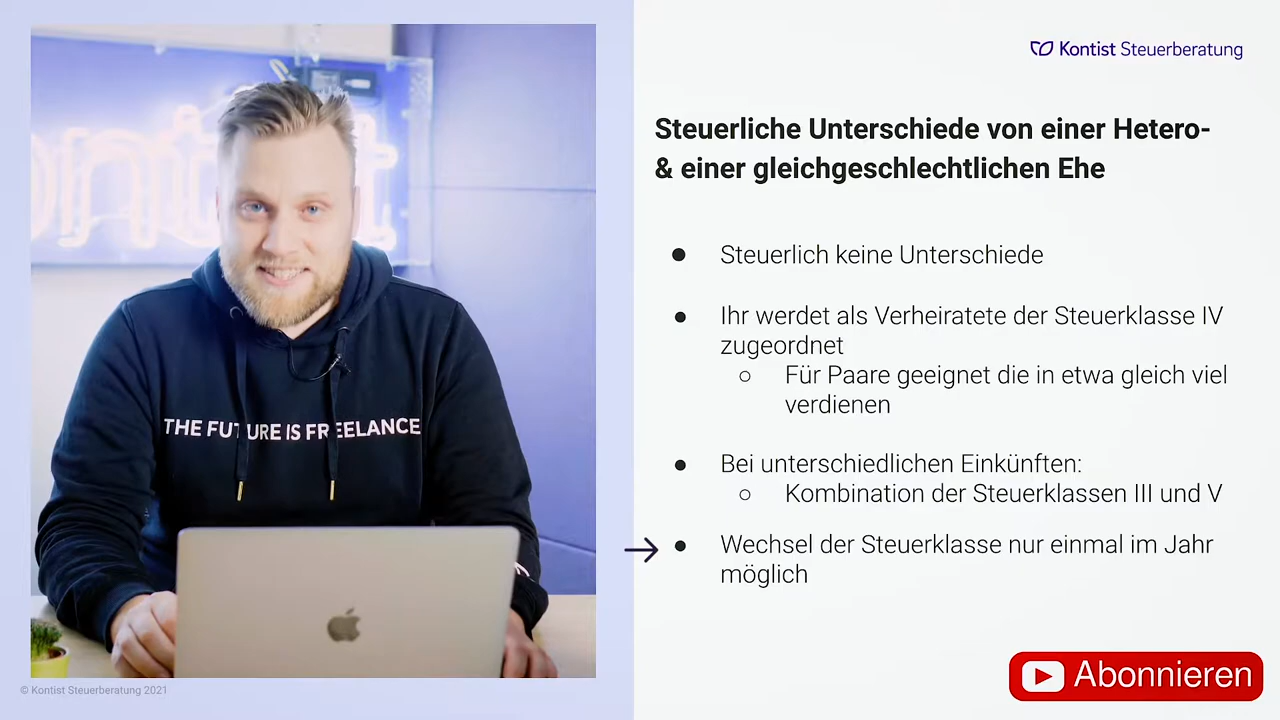 Kontist Steuerberatung
Steuerliche Unterschiede von einer Hetero-
& einer gleichgeschlechtlichen Ehe
● Steuerlich keine Unterschiede
● Ihr werdet als Verheiratete der Steuerklasse IV
zugeordnet
○ Für Paare geeignet die in etwa gleich viel
verdienen
● Bei unterschiedlichen Einkünften:
○ Kombination der Steuerklassen III und V
→ ● Wechsel der Steuerklasse nur einmal im Jahr
möglich
THE FUTURE IS FREELANCE
© Kontist Steuerberatung 2021
Abonnieren